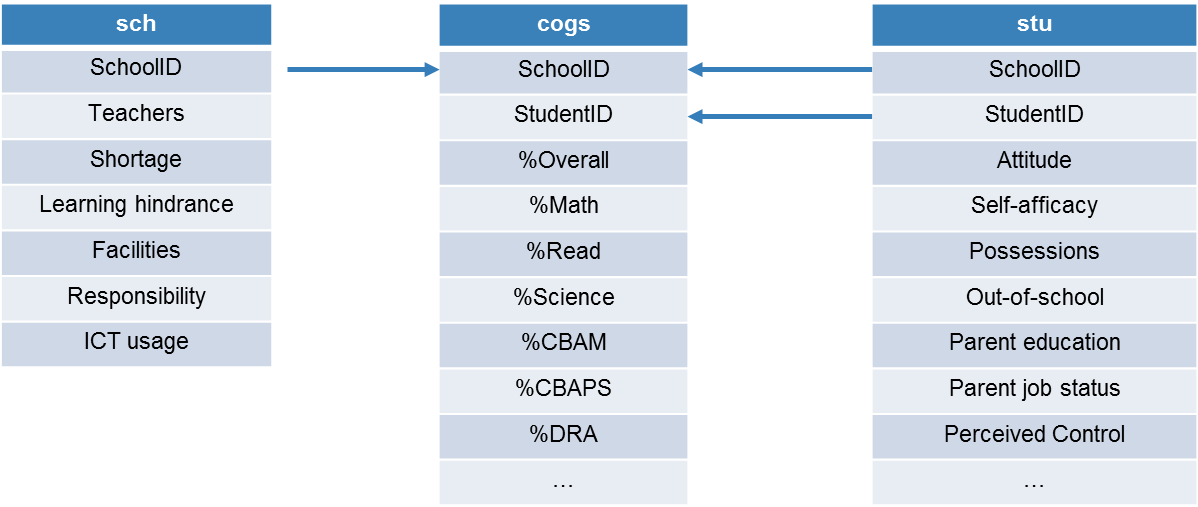 sch
SchoolID
Teachers
Shortage
Learning hindrance
Facilities
Responsibility
ICT usage
cogs
SchoolID
StudentID
%Overall
%Math
%Read
%Science
%CBAM
%CBAPS
%DRA
…
stu
SchoolID
StudentID
Attitude
Self-afficacy
Possessions
Out-of-school
Parent education
Parent job status
Perceived Control
…